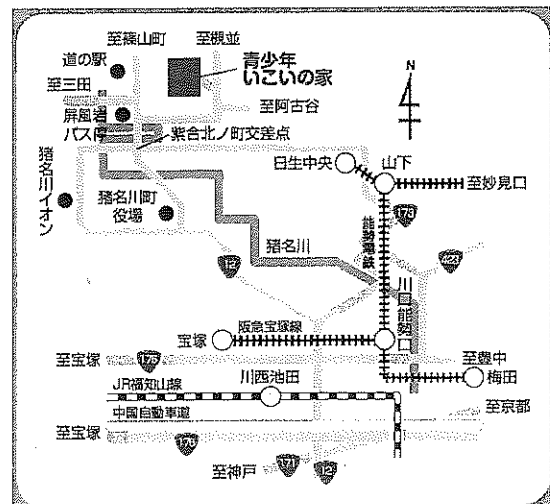 至篠山町
至槻並
道の駅
青少年
いこいの家
至三田
屏風岩
至阿古谷
バス停
紫合北ノ町交差点
N
日生中央
山下
至妙見口
猪名川イオン
猪名川町
役場
173
能勢電鉄
猪名川
12
423
川西能勢口
阪急宝塚線
宝塚
至宝塚
176
至豊中
梅田
川西池田
JR福知山線
中国自動車道
至京都
至宝塚
176
至神戸
171
12